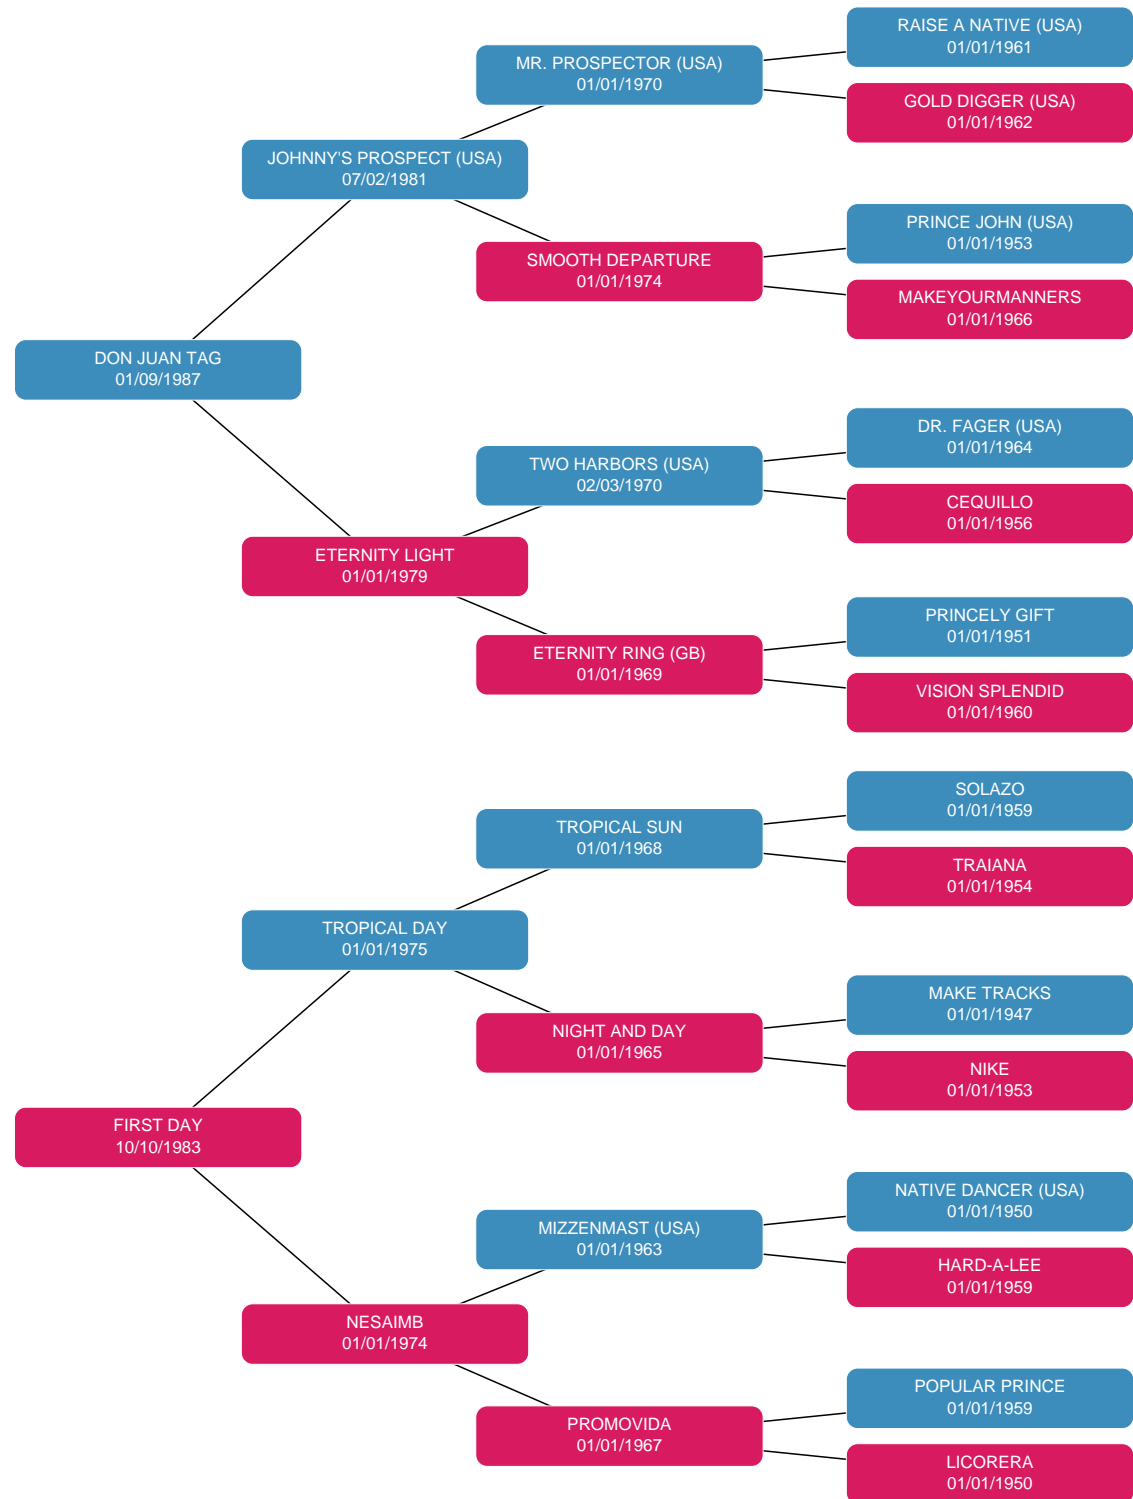 RAISE A NATIVE (USA)
01/01/1961
MR. PROSPECTOR (USA)
01/01/1970
GOLD DIGGER (USA)
01/01/1962
JOHNNY'S PROSPECT (USA)
07/02/1981
PRINCE JOHN (USA)
01/01/1953
SMOOTH DEPARTURE
01/01/1974
MAKEYOURMANNERS
01/01/1966
DON JUAN TAG
01/09/1987
DR. FAGER (USA)
01/01/1964
TWO HARBORS (USA)
02/03/1970
CEQUILLO
01/01/1956
ETERNITY LIGHT
01/01/1979
PRINCELY GIFT
01/01/1951
ETERNITY RING (GB)
01/01/1969
VISION SPLENDID
01/01/1960
SOLAZO
01/01/1959
TROPICAL SUN
01/01/1968
TRAIANA
01/01/1954
TROPICAL DAY
01/01/1975
MAKE TRACKS
01/01/1947
NIGHT AND DAY
01/01/1965
NIKE
01/01/1953
FIRST DAY
10/10/1983
NATIVE DANCER (USA)
01/01/1950
MIZZENMAST (USA)
01/01/1963
HARD-A-LEE
01/01/1959
NESAIMB
01/01/1974
POPULAR PRINCE
01/01/1959
PROMOVIDA
01/01/1967
LICORERA
01/01/1950